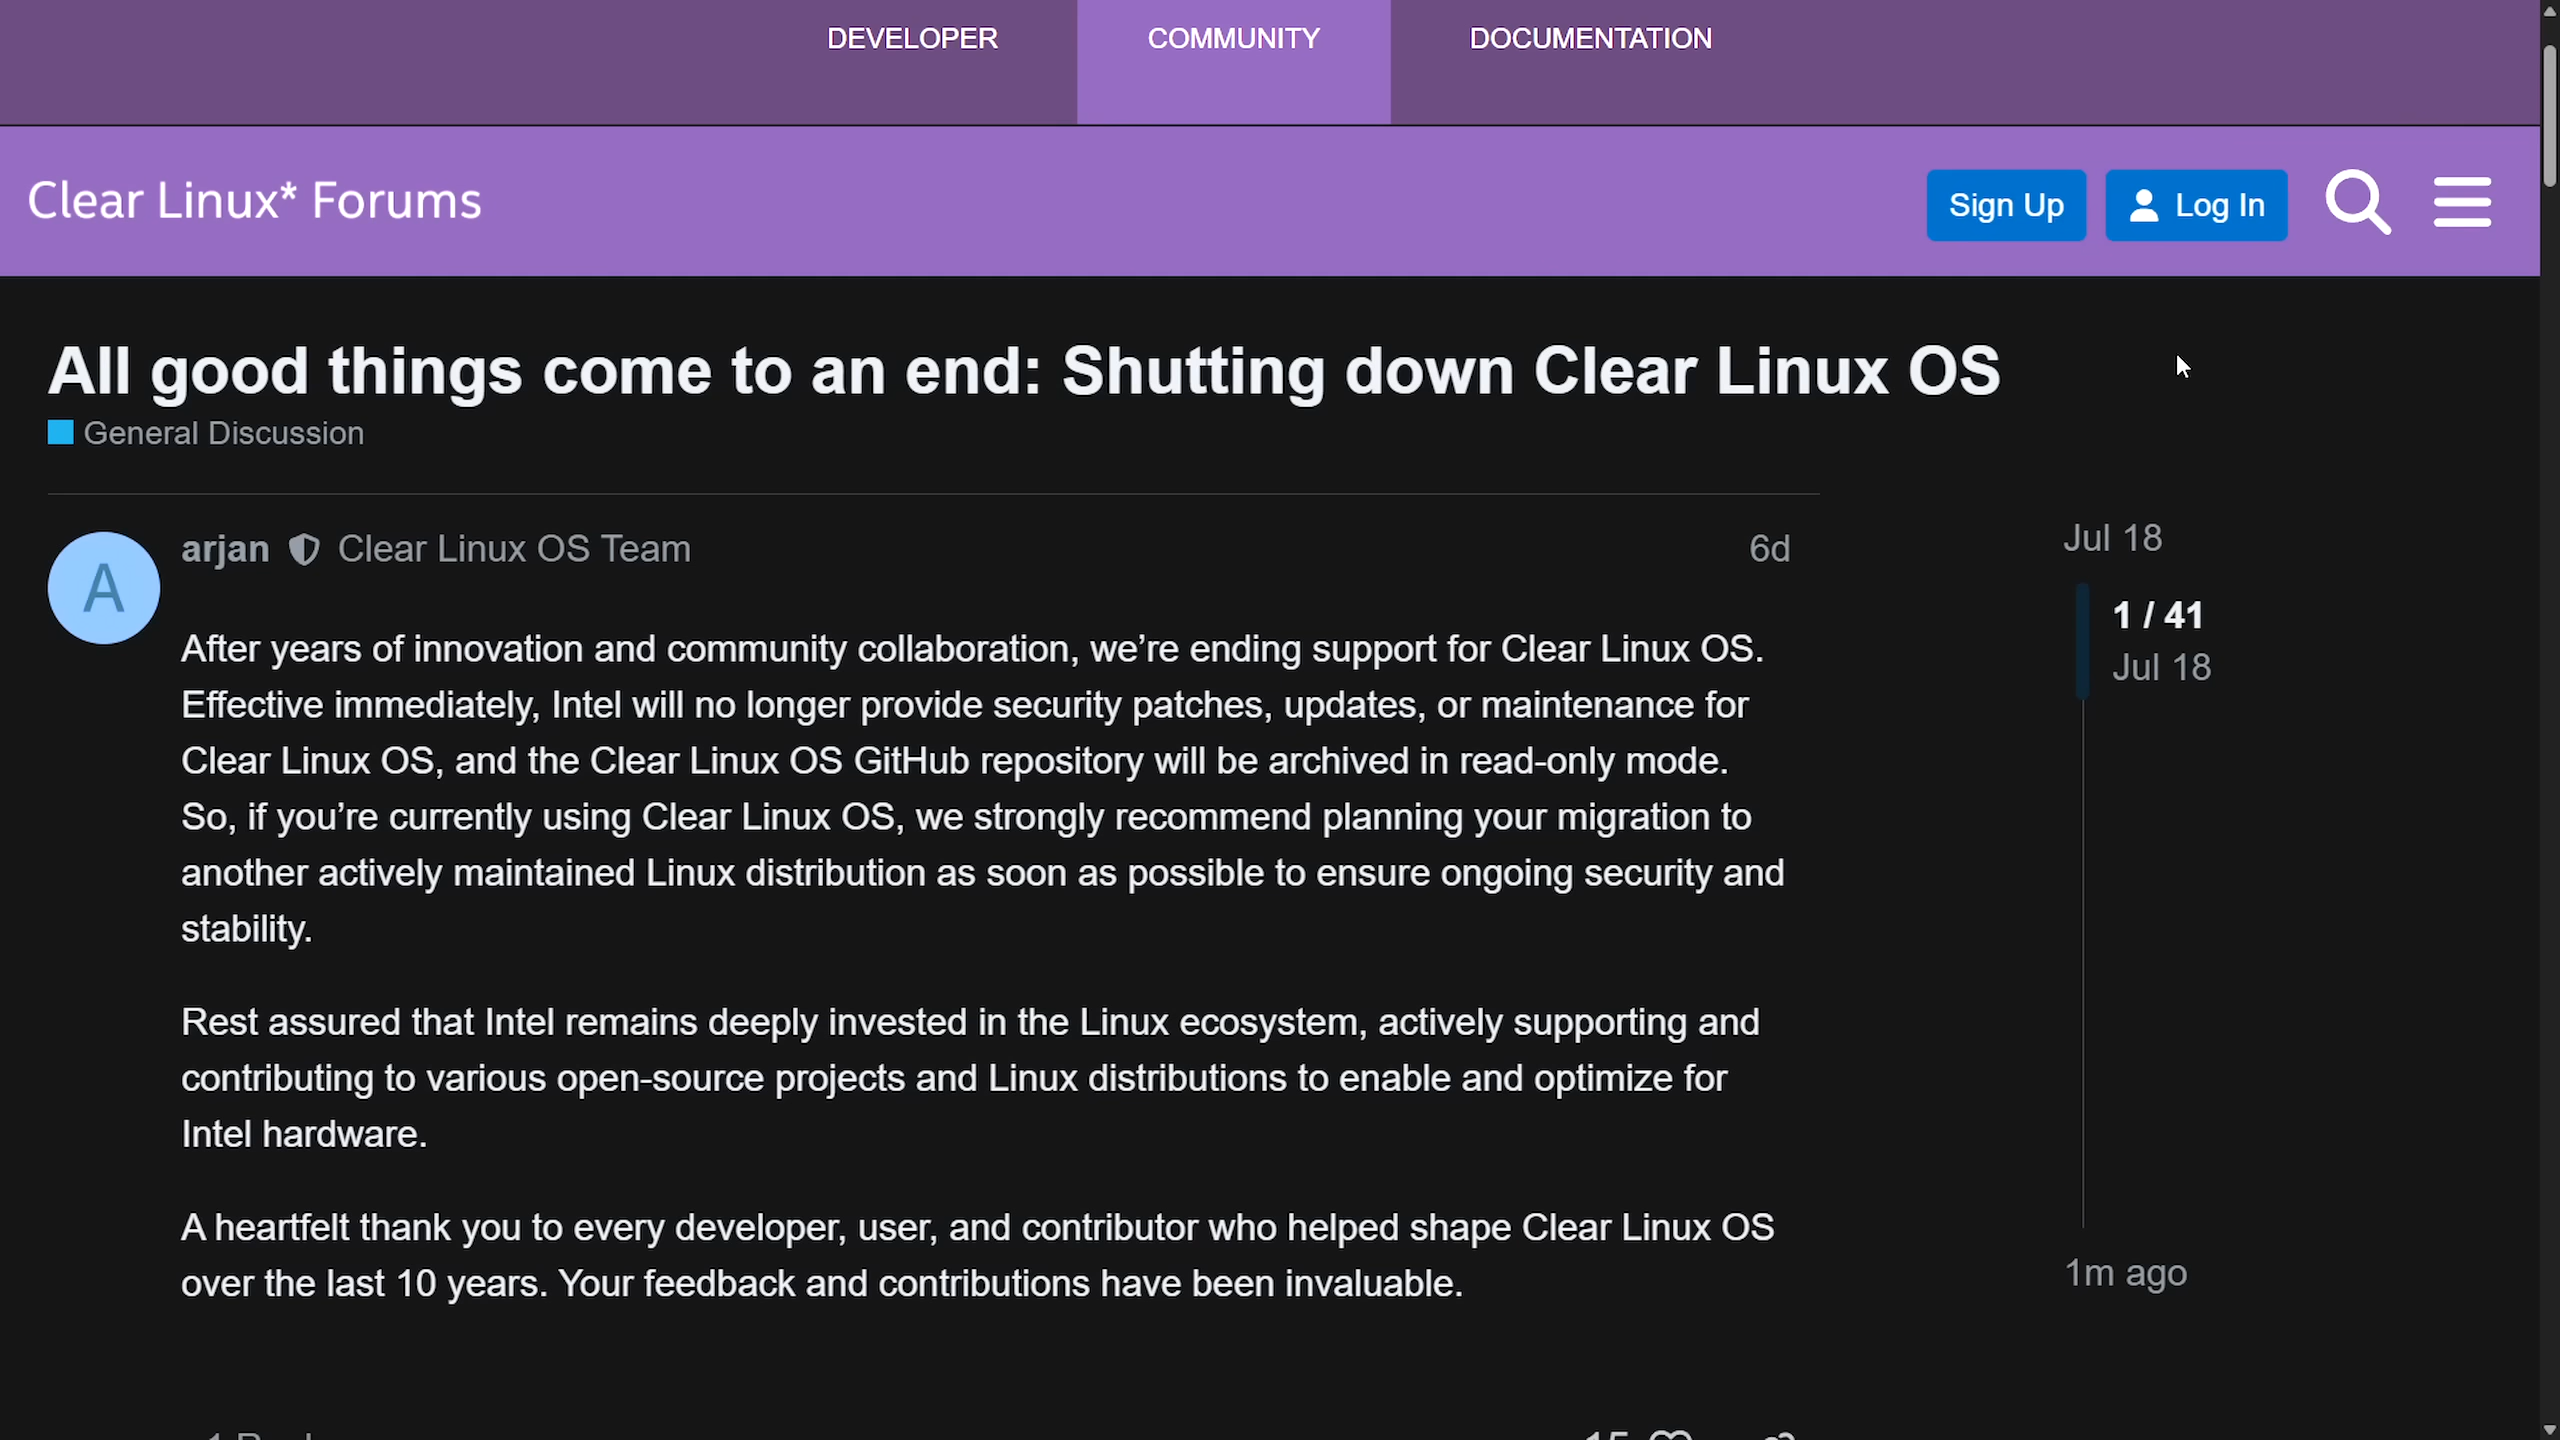 DEVELOPER
COMMUNITY
DOCUMENTATION
Clear Linux* Forums
Sign Up
Log In
All good things come to an end: Shutting down Clear Linux OS
General Discussion
A
arjan Clear Linux OS Team 6d
After years of innovation and community collaboration, we’re ending support for Clear Linux OS.
Effective immediately, Intel will no longer provide security patches, updates, or maintenance for
Clear Linux OS, and the Clear Linux OS GitHub repository will be archived in read-only mode.
So, if you’re currently using Clear Linux OS, we strongly recommend planning your migration to
another actively maintained Linux distribution as soon as possible to ensure ongoing security and
stability.
Rest assured that Intel remains deeply invested in the Linux ecosystem, actively supporting and
contributing to various open-source projects and Linux distributions to enable and optimize for
Intel hardware.
A heartfelt thank you to every developer, user, and contributor who helped shape Clear Linux OS
over the last 10 years. Your feedback and contributions have been invaluable.
Jul 18
1 / 41
Jul 18
1m ago